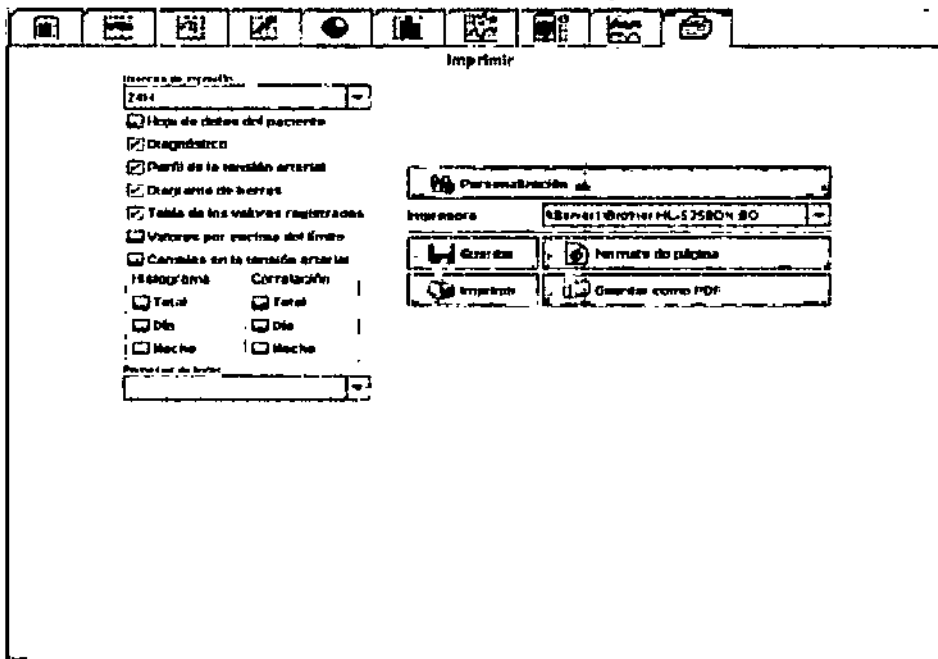 Imprimir
24H
Hoja de datos del paciente
Diagnóstico
Perfil de la tensión arterial
Diagrama de barras
Tabla de los valores registrados
Valores por encima del límite
Cambios en la tensión arterial
Histograma Correlación
Total Total
Día Día
Noche Noche
Personalización
Impresora
Guardar Formato de página
Imprimir Guardar como PDF